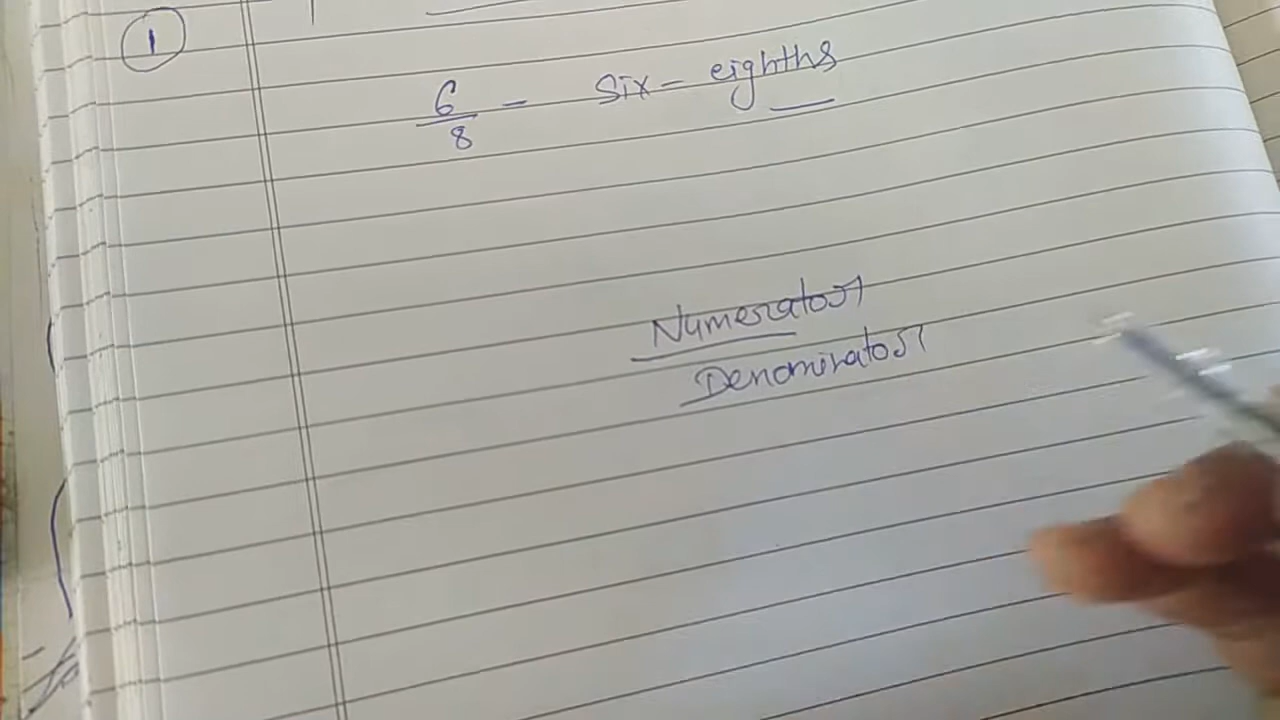 1
6/8 - six - eighths
Numerator
Denominator